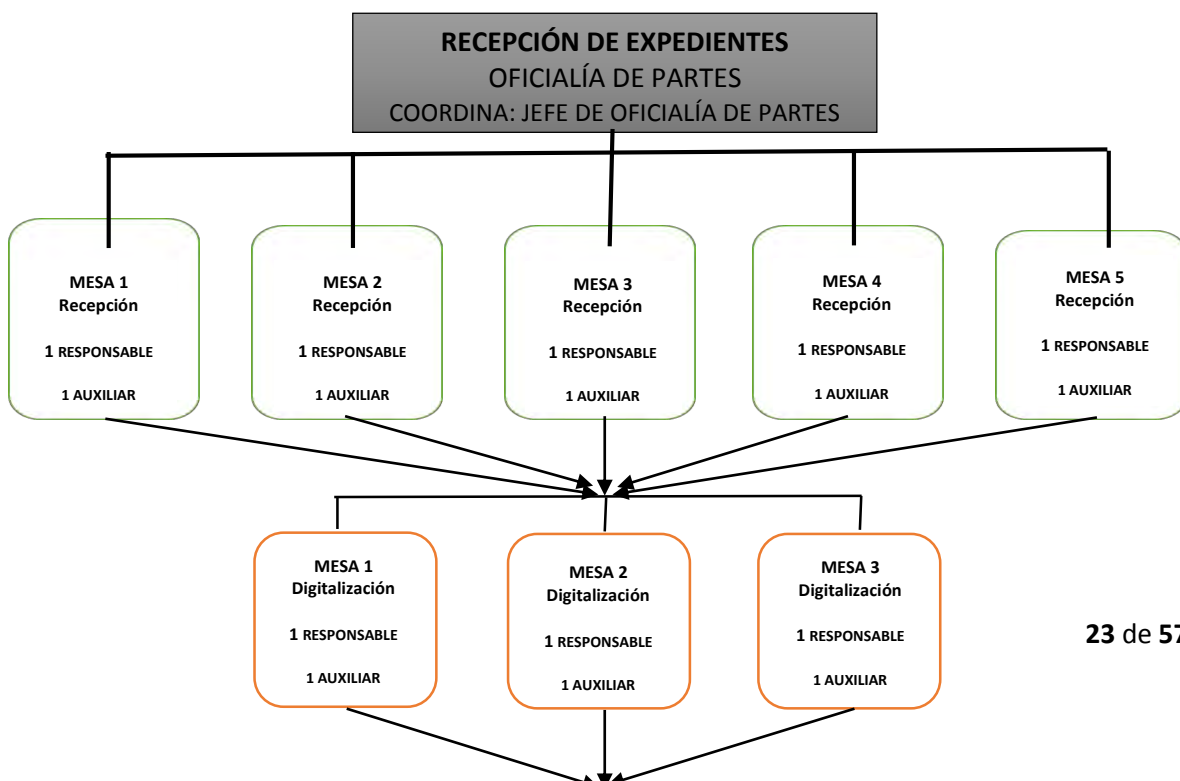 RECEPCIÓN DE EXPEDIENTES
OFICIALÍA DE PARTES
COORDINA: JEFE DE OFICIALÍA DE PARTES
MESA 1
Recepción
1 RESPONSABLE
1 AUXILIAR
MESA 2
Recepción
1 RESPONSABLE
1 AUXILIAR
MESA 3
Recepción
1 RESPONSABLE
1 AUXILIAR
MESA 4
Recepción
1 RESPONSABLE
1 AUXILIAR
MESA 5
Recepción
1 RESPONSABLE
1 AUXILIAR
MESA 1
Digitalización
1 RESPONSABLE
1 AUXILIAR
MESA 2
Digitalización
1 RESPONSABLE
1 AUXILIAR
MESA 3
Digitalización
1 RESPONSABLE
1 AUXILIAR
23 de 57